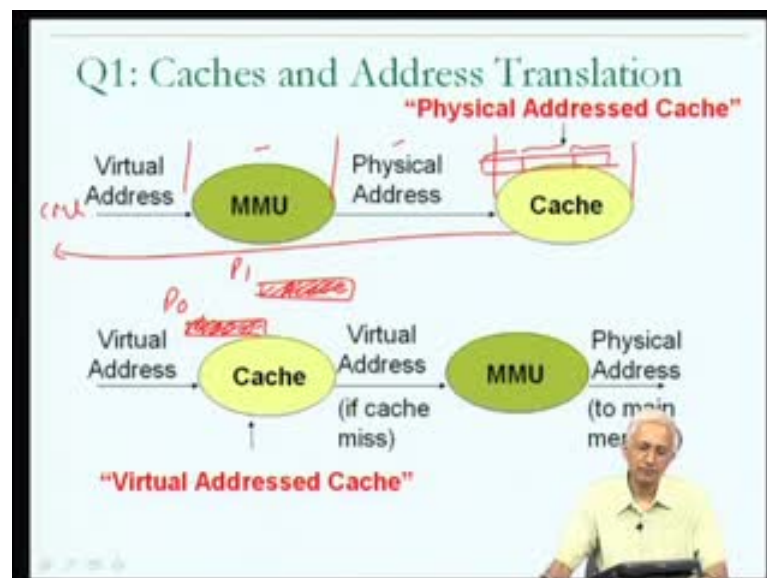 Q1: Caches and Address Translation
"Physical Addressed Cache"
Virtual
Address
MMU
Physical
Address
Cache
P1
P0
Virtual
Address
Cache
Virtual
Address
(if cache
miss)
MMU
Physical
Address
(to main
"Virtual Addressed Cache"